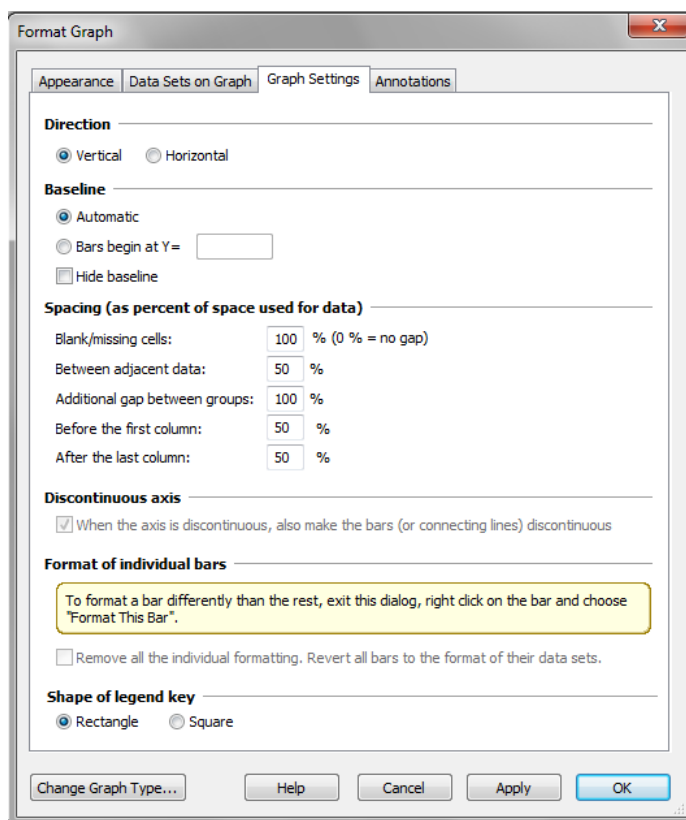 Format Graph
Appearance Data Sets on Graph Graph Settings Annotations
Direction
Vertical Horizontal
Baseline
Automatic
Bars begin at Y=
Hide baseline
Spacing (as percent of space used for data)
Blank/missing cells: 100 % (0 % = no gap)
Between adjacent data: 50 %
Additional gap between groups: 100 %
Before the first column: 50 %
After the last column: 50 %
Discontinuous axis
When the axis is discontinuous, also make the bars (or connecting lines) discontinuous
Format of individual bars
To format a bar differently than the rest, exit this dialog, right click on the bar and choose
"Format This Bar".
Remove all the individual formatting. Revert all bars to the format of their data sets.
Shape of legend key
Rectangle Square
Change Graph Type... Help Cancel Apply OK